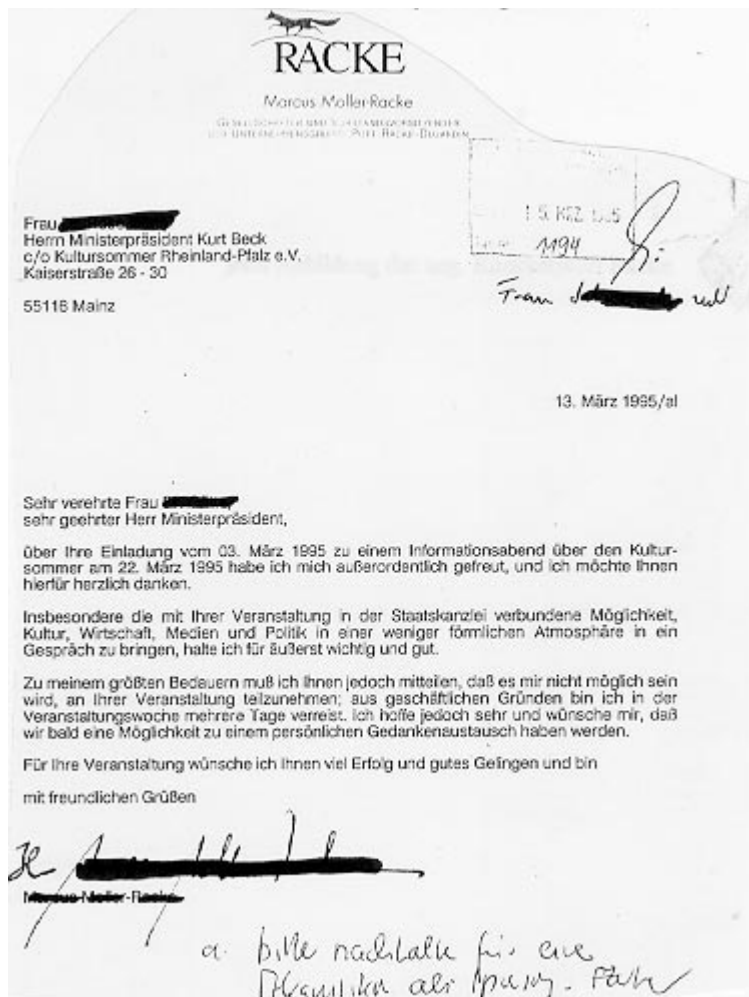 RACKE
Marcus Moller-Racke
Frau
Herrn Ministerpräsident Kurt Beck
c/o Kultursommer Rheinland-Pfalz e.V.
Kaiserstraße 26 - 30
55116 Mainz
1194
Frau
13. März 1995/al
Sehr verehrte Frau
sehr geehrter Herr Ministerpräsident,
über Ihre Einladung vom 03. März 1995 zu einem Informationsabend über den Kultur-
sommer am 22. März 1995 habe ich mich außerordentlich gefreut, und ich möchte Ihnen
hierfür herzlich danken.
Insbesondere die mit Ihrer Veranstaltung in der Staatskanzlei verbundene Möglichkeit,
Kultur, Wirtschaft, Medien und Politik in einer weniger förmlichen Atmosphäre in ein
Gespräch zu bringen, halte ich für äußerst wichtig und gut.
Zu meinem größten Bedauern muß ich Ihnen jedoch mitteilen, daß es mir nicht möglich sein
wird, an Ihrer Veranstaltung teilzunehmen; aus geschäftlichen Gründen bin ich in der
Veranstaltungswoche mehrere Tage verreist. Ich hoffe jedoch sehr und wünsche mir, daß
wir bald eine Möglichkeit zu einem persönlichen Gedankenaustausch haben werden.
Für Ihre Veranstaltung wünsche ich Ihnen viel Erfolg und gutes Gelingen und bin
mit freundlichen Grüßen
Marcus Moller-Racke
bitte für eine
als